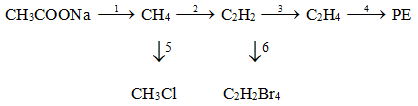 CH3COONa 1 CH4 2 C2H2 3 C2H4 4 PE
5 6
CH3Cl C2H2Br4